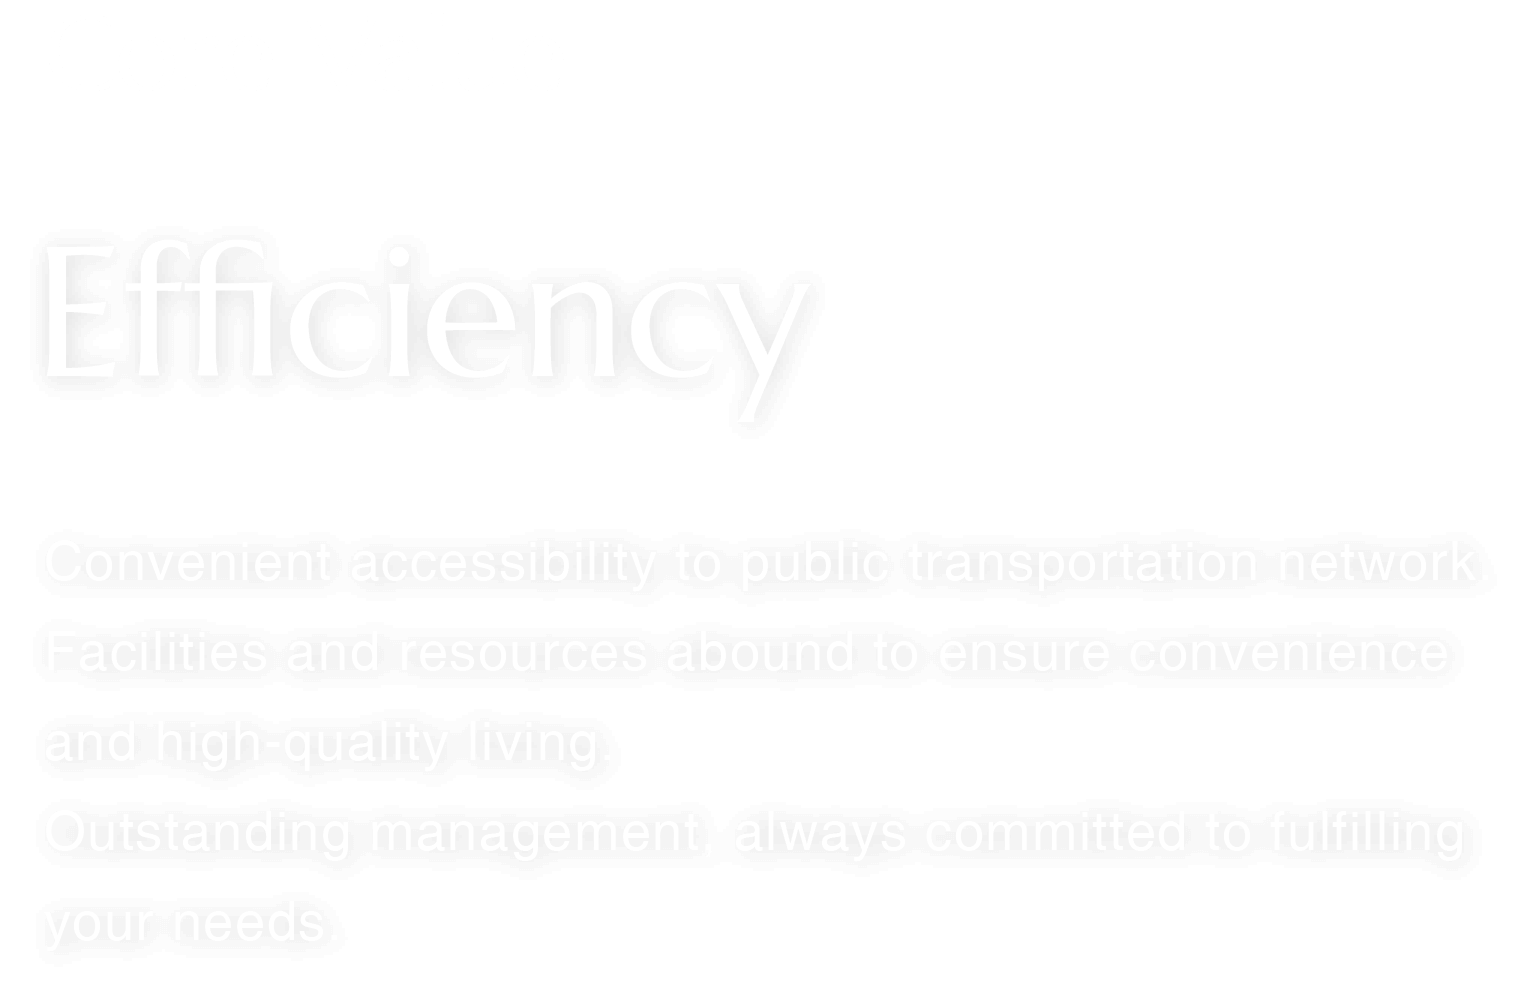 Efficiency
Convenient accessibility to public transportation network.
Facilities and resources abound to ensure convenience
and high-quality living.
Outstanding management, always committed to fulfilling
your needs